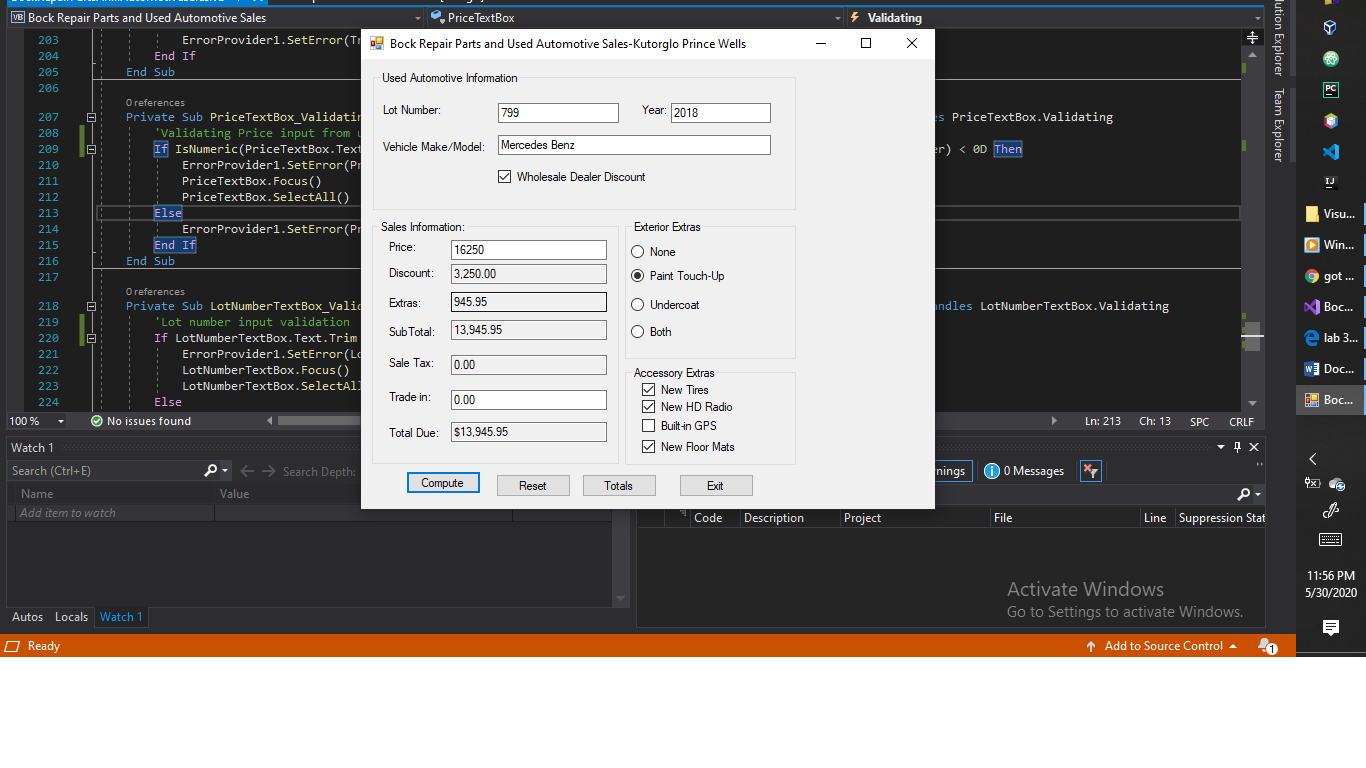 Bock Repair Parts and Used Automotive Sales
PriceTextBox
Validating
203 ErrorProvider1.SetError(Tr
204 End If
205 End Sub
206
0 references
207 Private Sub PriceTextBox_Validatin es PriceTextBox.Validating
208 'Validating Price input from u
209 If IsNumeric(PriceTextBox.Text er) < 0D Then
210 ErrorProvider1.SetError(Pr
211 PriceTextBox.Focus()
212 PriceTextBox.SelectAll()
213 Else
214 ErrorProvider1.SetError(Pr
215 End If
216 End Sub
217
0 references
218 Private Sub LotNumberTextBox_Valid ndles LotNumberTextBox.Validating
219 'Lot number input validation
220 If LotNumberTextBox.Text.Trim
221 ErrorProvider1.SetError(Lo
222 LotNumberTextBox.Focus()
223 LotNumberTextBox.SelectAll
224 Else
100 %
No issues found
Ln: 213 Ch: 13 SPC CRLF
Bock Repair Parts and Used Automotive Sales-Kutorglo Prince Wells
Used Automotive Information
Lot Number: 799 Year: 2018
Vehicle Make/Model: Mercedes Benz
Wholesale Dealer Discount
Sales Information:
Price: 16250
Discount: 3,250.00
Extras: 945.95
SubTotal: 13,945.95
Sale Tax: 0.00
Trade in: 0.00
Total Due: $13,945.95
Exterior Extras
None
Paint Touch-Up
Undercoat
Both
Accessory Extras
New Tires
New HD Radio
Built-in GPS
New Floor Mats
Compute Reset Totals Exit
Watch 1
Search (Ctrl+E)
Search Depth:
Name Value
Add item to watch
Autos Locals Watch 1
rnings
0 Messages
Code Description Project File Line Suppression Stat
Activate Windows
Go to Settings to activate Windows.
Ready
Add to Source Control
1
lution Explorer
Team Explorer
PC
IJ
Visu...
Win...
got ...
Boc...
lab 3...
Doc...
Boc...
11:56 PM
5/30/2020